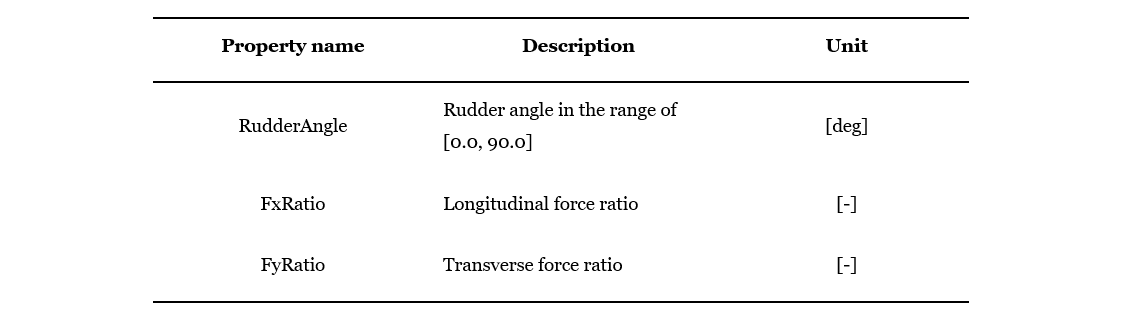 Property name Description Unit
Rudder angle in the range of
RudderAngle [deg]
[0.0, 90.0]
FxRatio Longitudinal force ratio [-]
FyRatio Transverse force ratio [-]